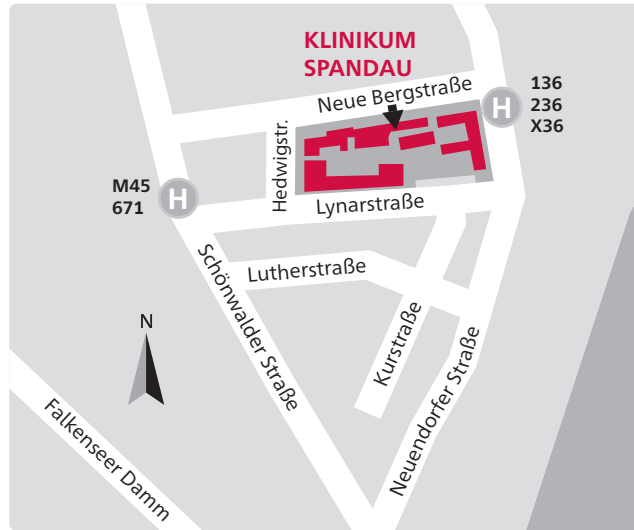 KLINIKUM
SPANDAU
Neue Bergstraße
H
136
236
X36
Hedwigstr.
M45
671
H
Lynarstraße
Schönwalder Straße
Lutherstraße
Kurstraße
Neuendorfer Straße
N
Falkenseer Damm